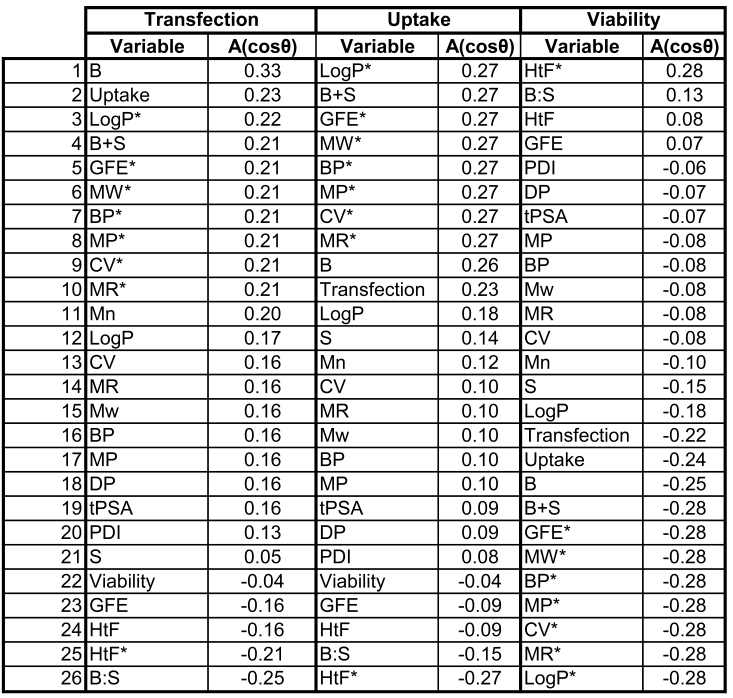 Transfection Uptake Viability
Variable A(cosθ) Variable A(cosθ) Variable A(cosθ)
1 B 0.33 LogP* 0.27 HtF* 0.28
2 Uptake 0.23 B+S 0.27 B:S 0.13
3 LogP* 0.22 GFE* 0.27 HtF 0.08
4 B+S 0.21 MW* 0.27 GFE 0.07
5 GFE* 0.21 BP* 0.27 PDI -0.06
6 MW* 0.21 MP* 0.27 DP -0.07
7 BP* 0.21 CV* 0.27 tPSA -0.07
8 MP* 0.21 MR* 0.27 MP -0.08
9 CV* 0.21 B 0.26 BP -0.08
10 MR* 0.21 Transfection 0.23 Mw -0.08
11 Mn 0.20 LogP 0.18 MR -0.08
12 LogP 0.17 S 0.14 CV -0.08
13 CV 0.16 Mn 0.12 Mn -0.10
14 MR 0.16 CV 0.10 S -0.15
15 Mw 0.16 MR 0.10 LogP -0.18
16 BP 0.16 Mw 0.10 Transfection -0.22
17 MP 0.16 BP 0.10 Uptake -0.24
18 DP 0.16 MP 0.10 B -0.25
19 tPSA 0.16 tPSA 0.09 B+S -0.28
20 PDI 0.13 DP 0.09 GFE* -0.28
21 S 0.05 PDI 0.08 MW* -0.28
22 Viability -0.04 Viability -0.04 BP* -0.28
23 GFE -0.16 GFE -0.09 MP* -0.28
24 HtF -0.16 HtF -0.09 CV* -0.28
25 HtF* -0.21 B:S -0.15 MR* -0.28
26 B:S -0.25 HtF* -0.27 LogP* -0.28